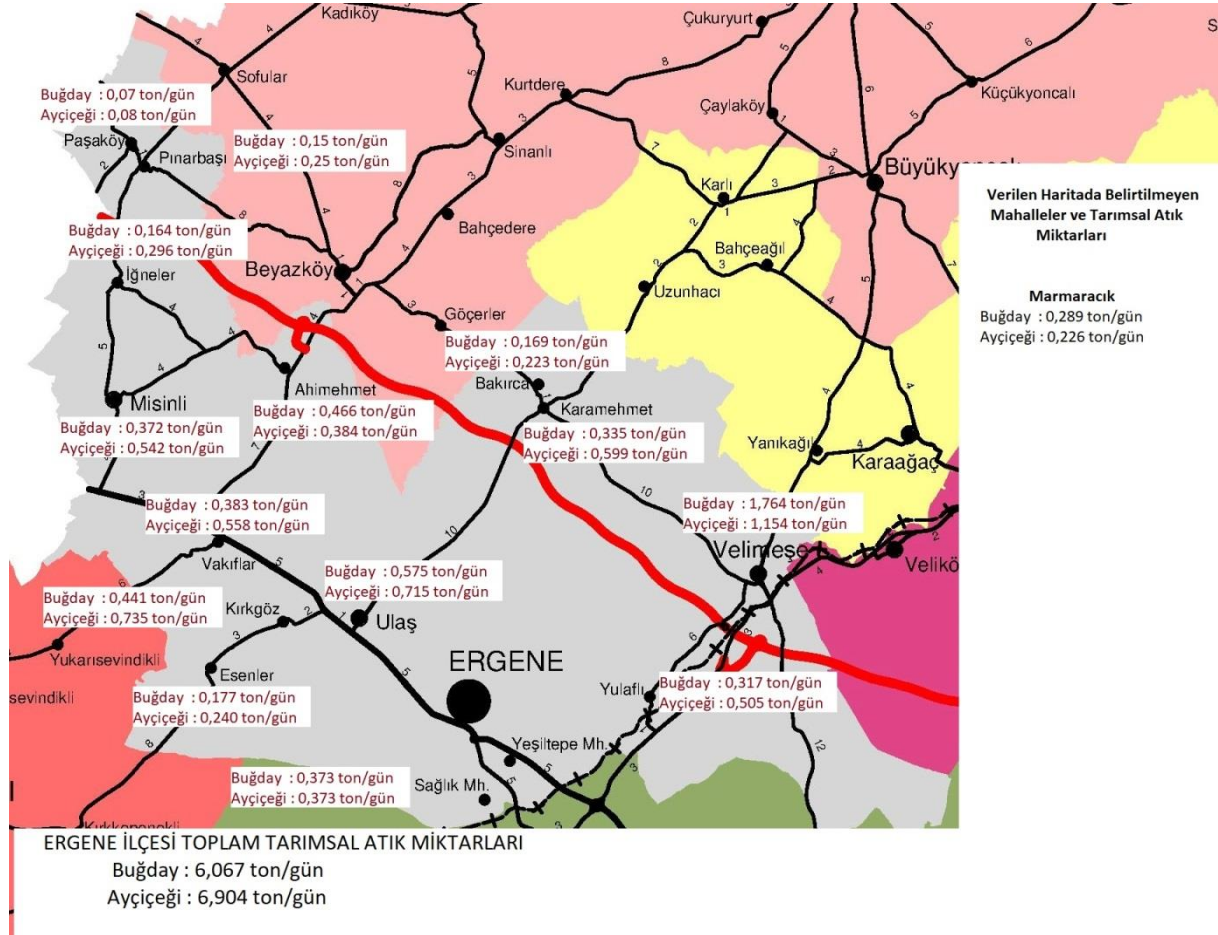 Kadıköy
Çukuryurt
S
Sofular
Kurtdere
Küçükyoncalı
Çaylaköy
Buğday : 0,07 ton/gün
Ayçiçeği : 0,08 ton/gün
Paşaköy
Pınarbaşı
Buğday : 0,15 ton/gün
Ayçiçeği : 0,25 ton/gün
Sinanlı
Büyükyoncalı
Karlı
Verilen Haritada Belirtilmeyen
Mahalleler ve Tarımsal Atık
Miktarları
Marmaracık
Buğday : 0,289 ton/gün
Ayçiçeği : 0,226 ton/gün
Bahçedere
Buğday : 0,164 ton/gün
Ayçiçeği : 0,296 ton/gün
Bahçeağıl
İğneler
Beyazköy
Uzunhacı
Göçerler
Buğday : 0,169 ton/gün
Ayçiçeği : 0,223 ton/gün
Bakırca
Ahimehmet
Misinli
Karamehmet
Buğday : 0,466 ton/gün
Ayçiçeği : 0,384 ton/gün
Buğday : 0,372 ton/gün
Ayçiçeği : 0,542 ton/gün
Buğday : 0,335 ton/gün
Ayçiçeği : 0,599 ton/gün
Yanıkağıl
Karaağaç
Buğday : 0,383 ton/gün
Ayçiçeği : 0,558 ton/gün
Buğday : 1,764 ton/gün
Ayçiçeği : 1,154 ton/gün
Vakıflar
Velimeşe
Velikö
Buğday : 0,575 ton/gün
Ayçiçeği : 0,715 ton/gün
Buğday : 0,441 ton/gün
Ayçiçeği : 0,735 ton/gün
Kırkgöz
Ulaş
Yukarısevindikli
ERGENE
Esenler
sevindikli
Buğday : 0,177 ton/gün
Ayçiçeği : 0,240 ton/gün
Yulaflı
Buğday : 0,317 ton/gün
Ayçiçeği : 0,505 ton/gün
Yeşiltepe Mh.
Buğday : 0,373 ton/gün
Ayçiçeği : 0,373 ton/gün
Sağlık Mh.
ERGENE İLÇESİ TOPLAM TARIMSAL ATIK MİKTARLARI
Buğday : 6,067 ton/gün
Ayçiçeği : 6,904 ton/gün